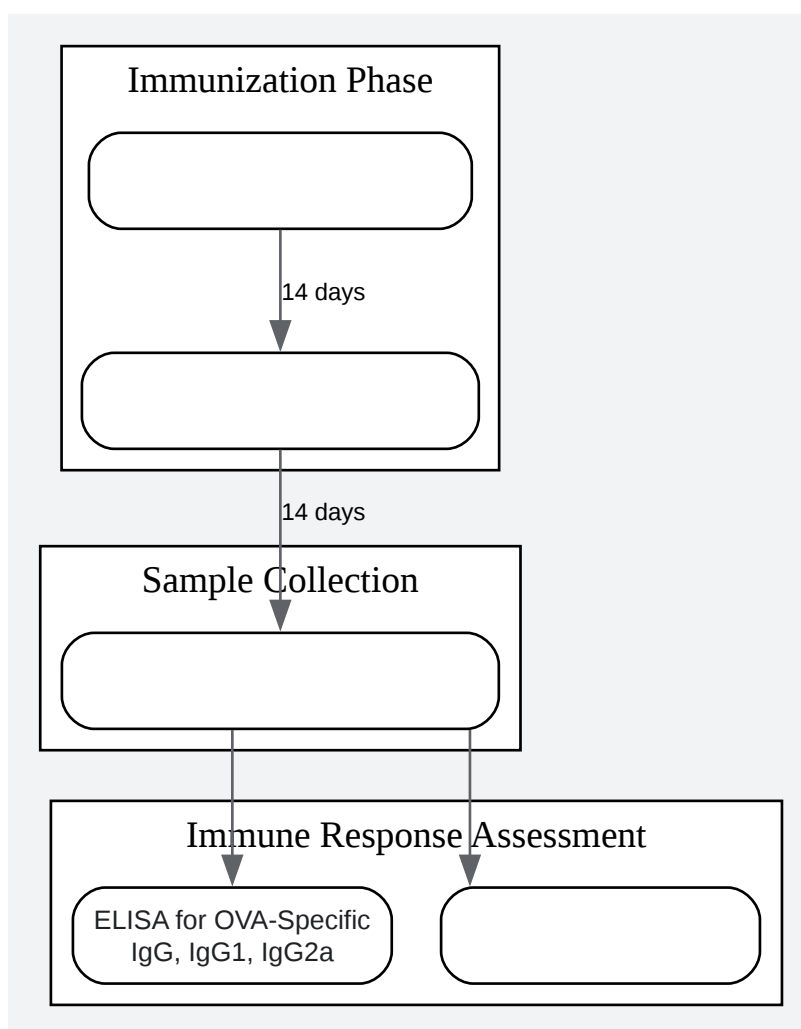 Immunization Phase
14 days
14 days
Sample Collection
Immune Response Assessment
ELISA for OVA-Specific
IgG, IgG1, IgG2a